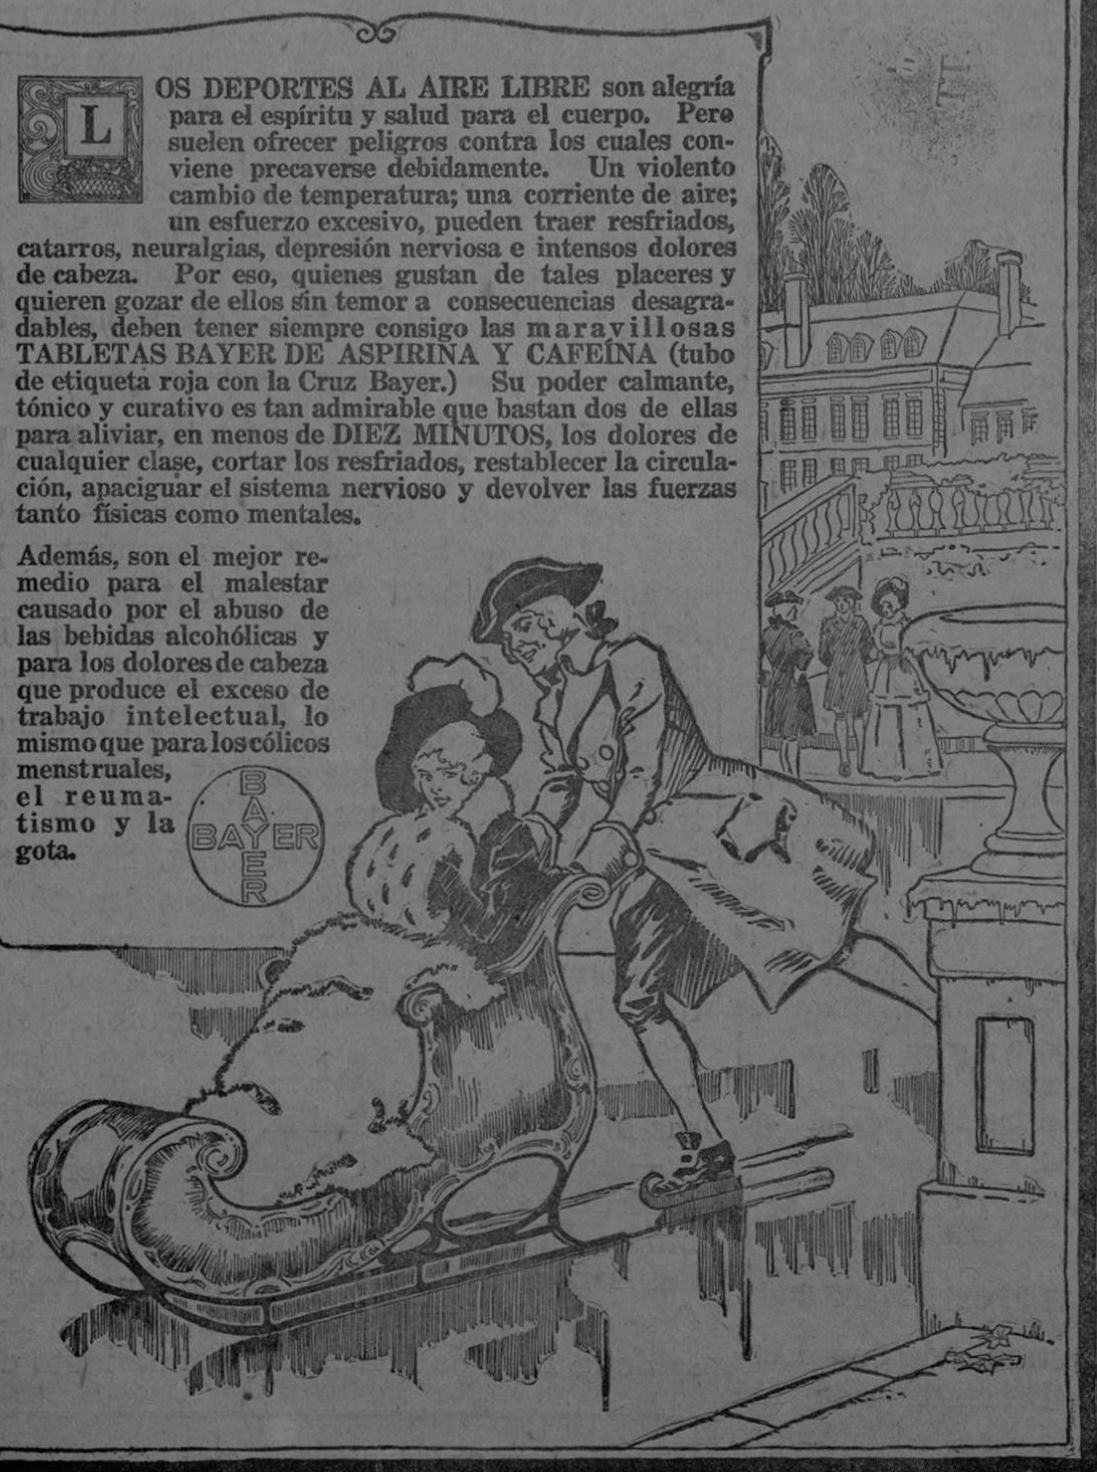 LOS DEPORTES AL AIRE LIBRE son alegría
para el espíritu y salud para el cuerpo. Pero
suelen ofrecer peligros contra los cuales con-
viene precaverse debidamente. Un violento
cambio de temperatura; una corriente de aire;
un esfuerzo excesivo, pueden traer resfriados,
catarros, neuralgias, depresión nerviosa e intensos dolores
de cabeza. Por eso, quienes gustan de tales placeres y
quieren gozar de ellos sin temor a consecuencias desagra-
dables, deben tener siempre consigo las maravillosas
TABLETAS BAYER DE ASPIRINA Y CAFEÍNA (tubo
de etiqueta roja con la Cruz Bayer.) Su poder calmante,
tónico y curativo es tan admirable que bastan dos de ellas
para aliviar, en menos de DIEZ MINUTOS, los dolores de
cualquier clase, cortar los resfriados, restablecer la circula-
ción, apaciguar el sistema nervioso y devolver las fuerzas
tanto físicas como mentales.
Además, son el mejor re-
medio para el malestar
causado por el abuso de
las bebidas alcohólicas y
para los dolores de cabeza
que produce el exceso de
trabajo intelectual, lo
mismo que para los cólicos
menstruales,
el reuma-
tismo y la
gota.
BAYER
BAYER